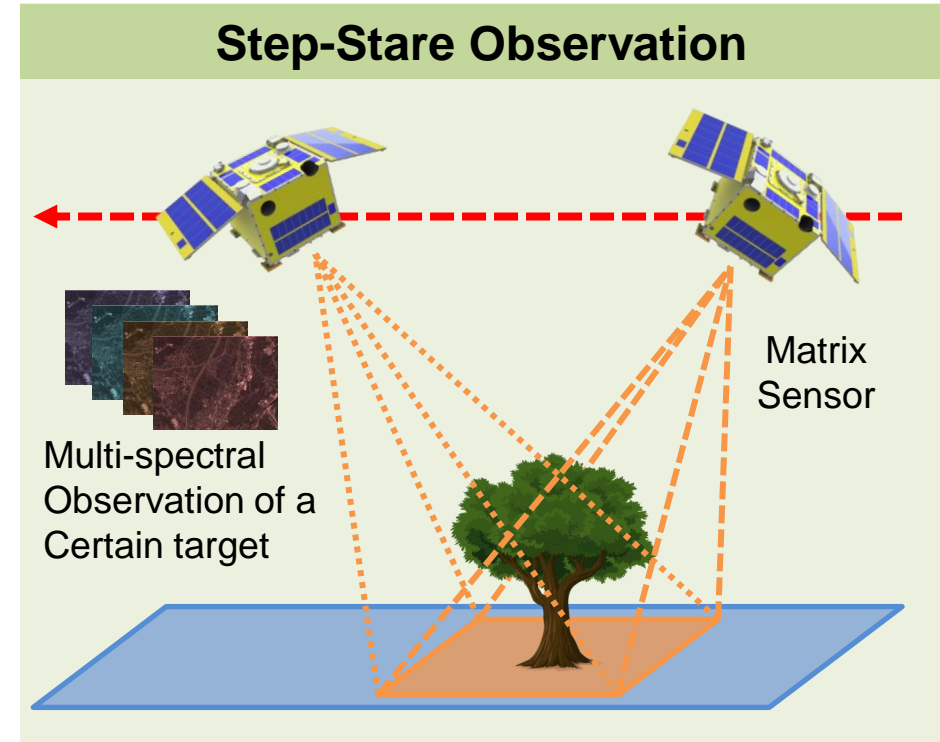 Step-Stare Observation
Matrix
Sensor
Multi-spectral
Observation of a
Certain target